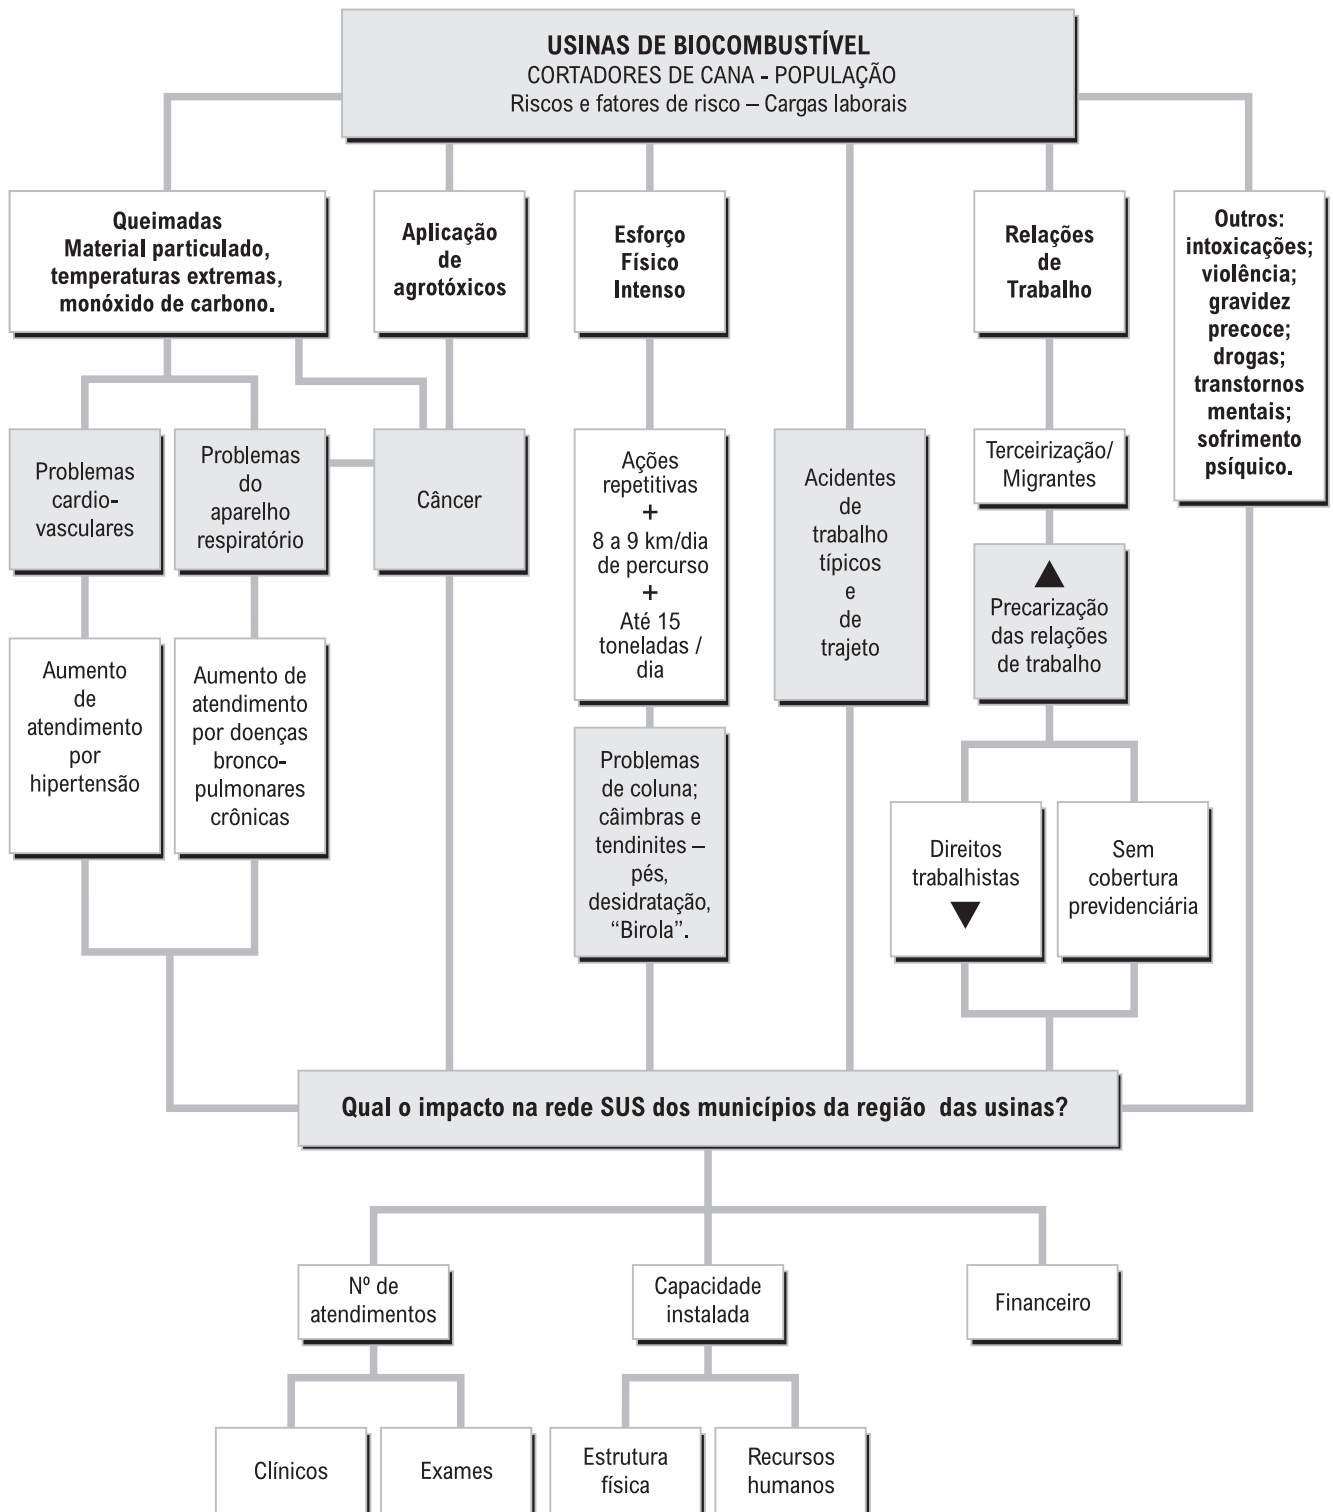 USINAS DE BIOCOMBUSTÍVEL
CORTADORES DE CANA - POPULAÇÃO
Riscos e fatores de risco – Cargas laborais
Queimadas
Material particulado,
temperaturas extremas,
monóxido de carbono.
Aplicação
de
agrotóxicos
Esforço
Físico
Intenso
Relações
de
Trabalho
Outros:
intoxicações;
violência;
gravidez
precoce;
drogas;
transtornos
mentais;
sofrimento
psíquico.
Problemas
cardio-
vasculares
Problemas
do
aparelho
respiratório
Câncer
Ações
repetitivas
+
8 a 9 km/dia
de percurso
+
Até 15
toneladas /
dia
Acidentes
de
trabalho
típicos
e
de
trajeto
Terceirização/
Migrantes
Precarização
das relações
de trabalho
Aumento
de
atendimento
por
hipertensão
Aumento de
atendimento
por doenças
bronco-
pulmonares
crônicas
Problemas
de coluna;
câimbras e
tendinites –
pés,
desidratação,
“Birola”.
Direitos
trabalhistas
Sem
cobertura
previdenciária
Qual o impacto na rede SUS dos municípios da região das usinas?
Nº de
atendimentos
Capacidade
instalada
Financeiro
Clínicos
Exames
Estrutura
física
Recursos
humanos